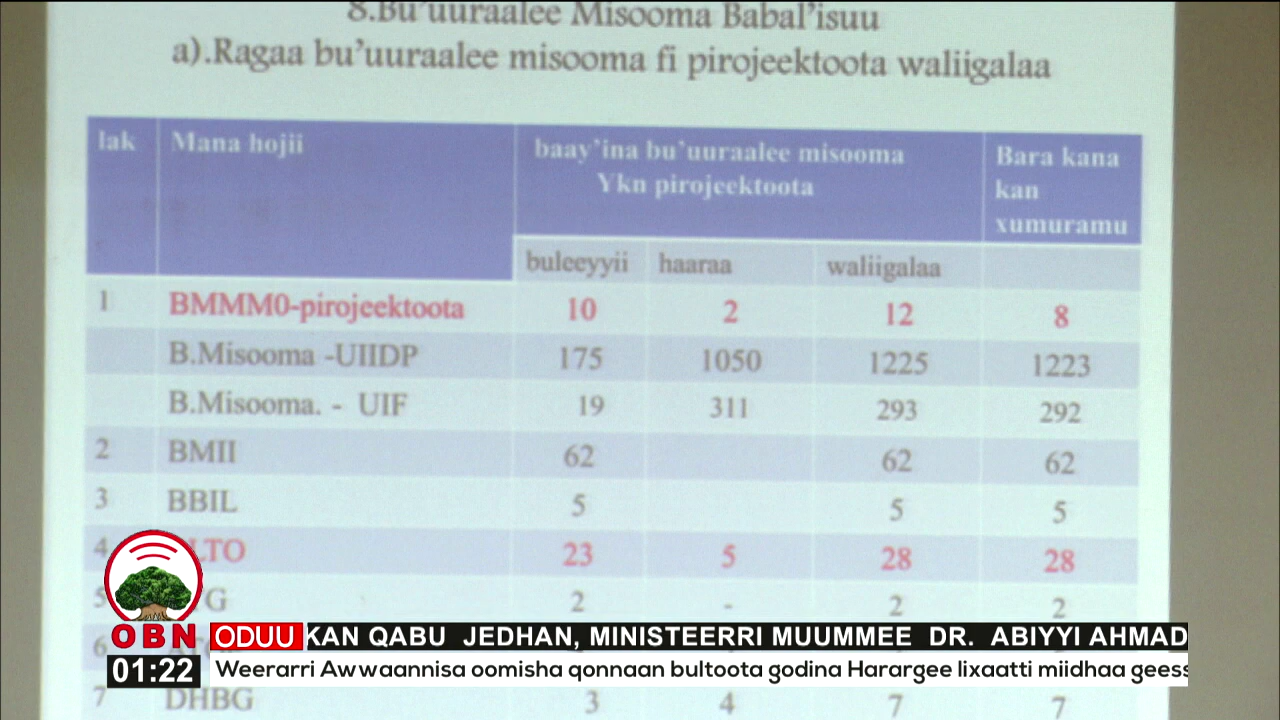 8.Bu'uuraalee Misooma Babal'isuu
a).Ragaa bu'uuraalee misooma fi pirojeektoota waliigalaa
lak Mana hojii baay'ina bu'uuraalee misooma Ykn pirojeektoota Bara kana kan xumuramu
buleeyyii haaraa waliigalaa
1 BMMM0-pirojeektoota 10 2 12 8
B.Misooma -UIIDP 175 1050 1225 1223
B.Misooma. - UIF 19 311 293 292
2 BMII 62 62 62
3 BBIL 5 5 5
4 LTO 23 5 28 28
5 G 2 - 2 2
6
7 DHBG 3 4 7 7
OBN
01:22
ODUU KAN QABU JEDHAN, MINISTEERRI MUUMMEE DR. ABIYYI AHMAD
Weerarri Awwaannisa oomisha qonnaan bultoota godina Harargee lixaatti miidhaa geess